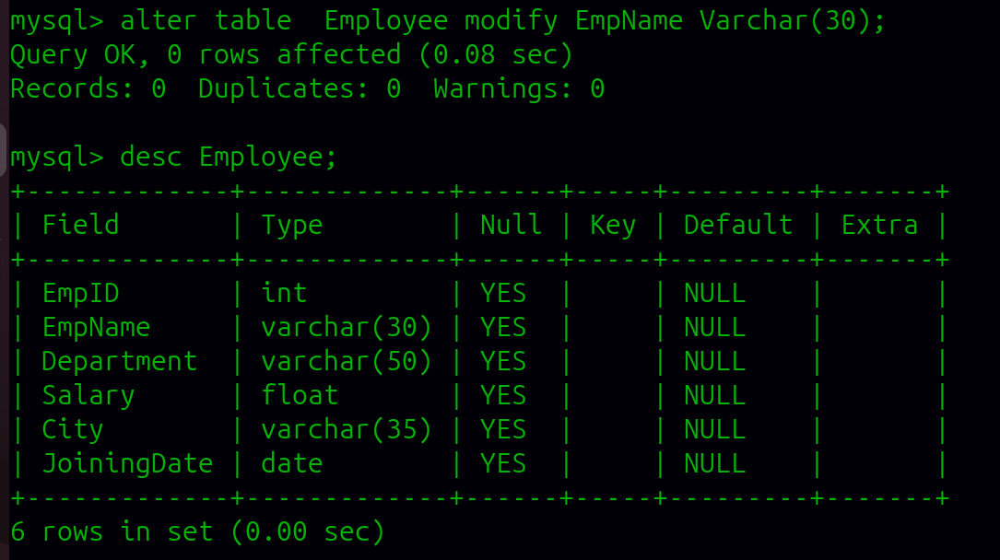 mysql> alter table  Employee modify EmpName Varchar(30);
Query OK, 0 rows affected (0.08 sec)
Records: 0  Duplicates: 0  Warnings: 0

mysql> desc Employee;
+-------------+-------------+------+-----+---------+-------+
| Field       | Type        | Null | Key | Default | Extra |
+-------------+-------------+------+-----+---------+-------+
| EmpID       | int         | YES  |     | NULL    |       |
| EmpName     | varchar(30) | YES  |     | NULL    |       |
| Department  | varchar(50) | YES  |     | NULL    |       |
| Salary      | float       | YES  |     | NULL    |       |
| City        | varchar(35) | YES  |     | NULL    |       |
| JoiningDate | date        | YES  |     | NULL    |       |
+-------------+-------------+------+-----+---------+-------+
6 rows in set (0.00 sec)